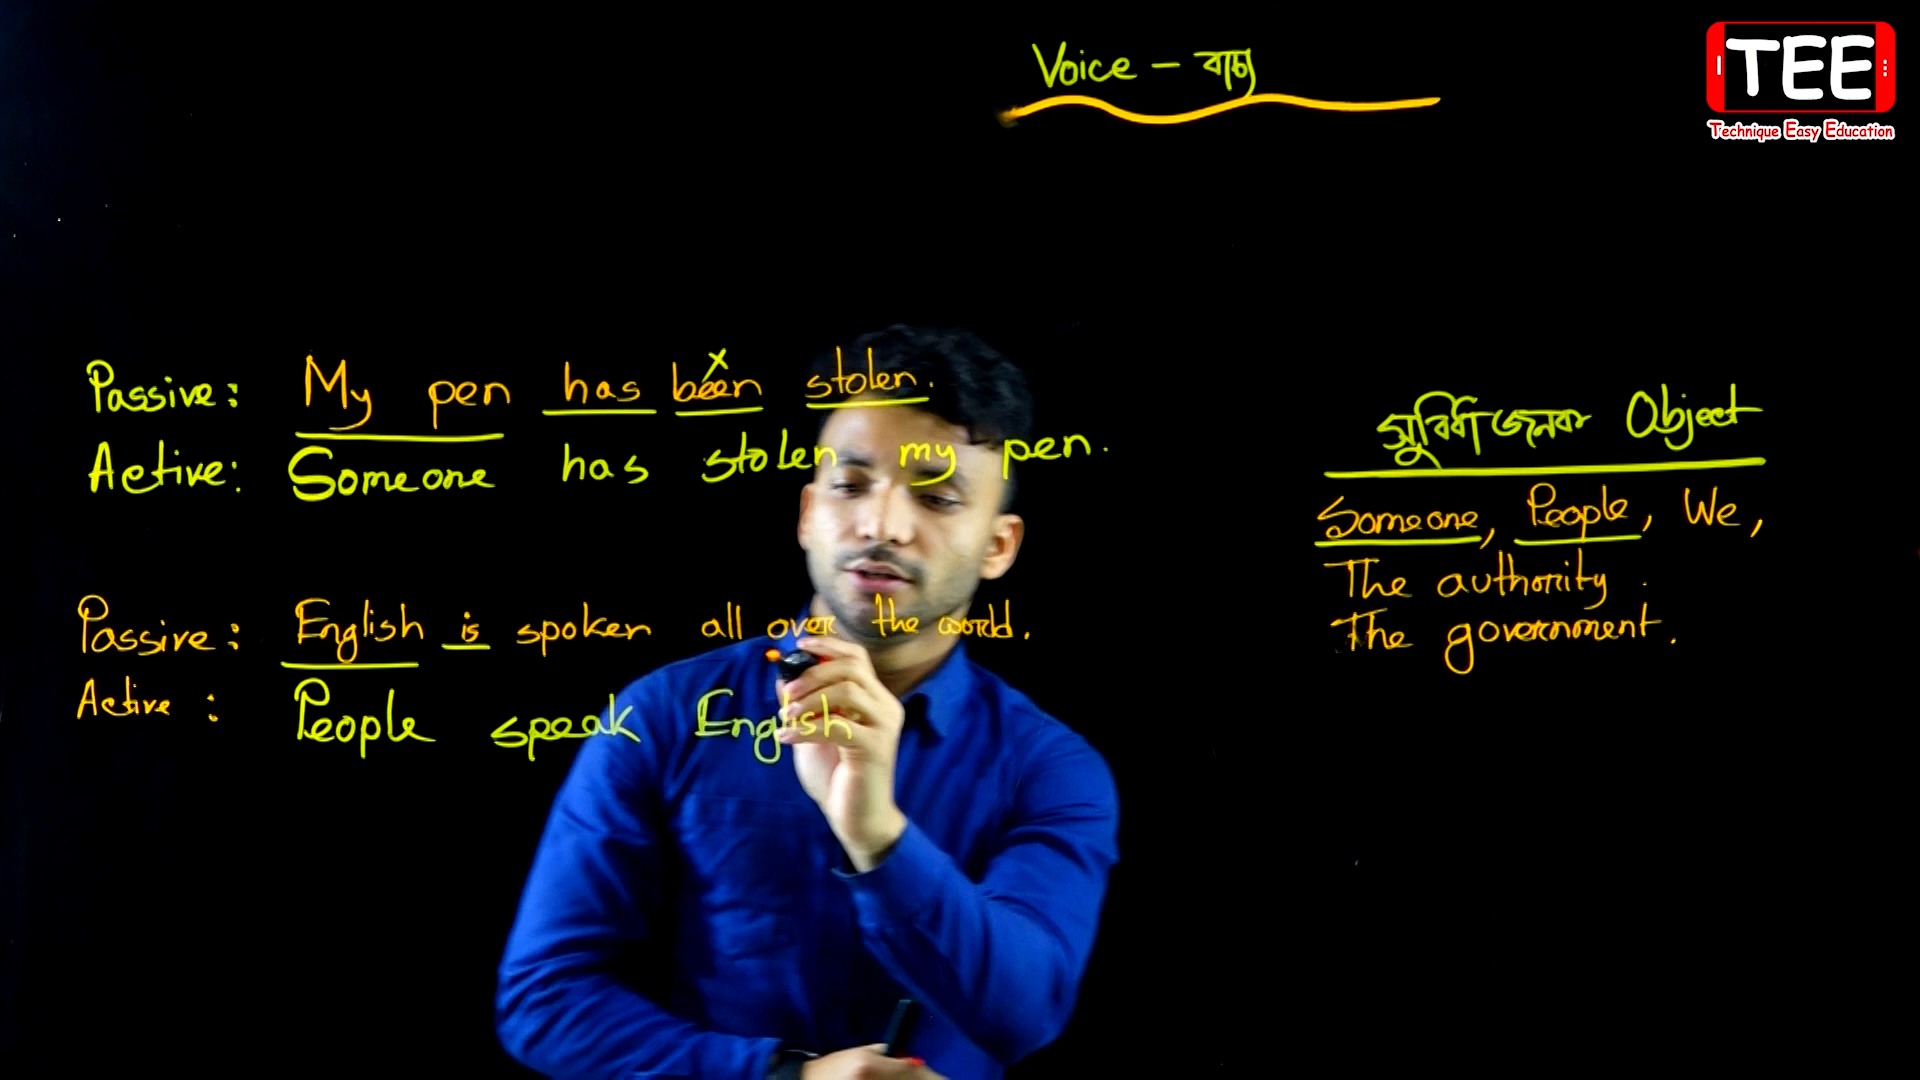 Voice – বাচ্য
TEE
Technique Easy Education
Passive: My pen has been stolen.
Active: Someone has stolen my pen.
Passive: English is spoken all over the world.
Active: People speak English
সুবিধাজনক Object
Someone, People, We,
The authority.
The government.